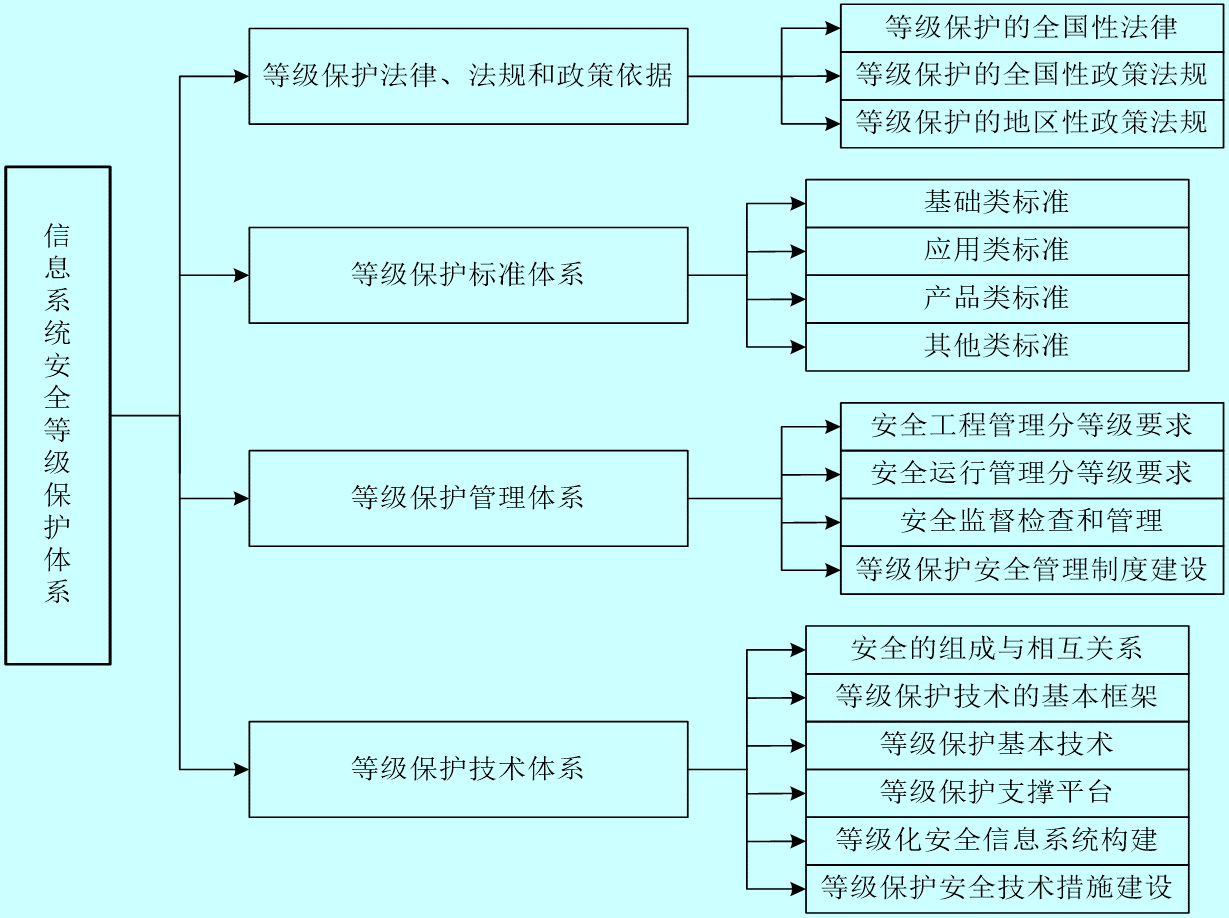 信息系统安全等级保护体系
等级保护法律、法规和政策依据
等级保护的全国性法律
等级保护的全国性政策法规
等级保护的地区性政策法规
等级保护标准体系
基础类标准
应用类标准
产品类标准
其他类标准
等级保护管理体系
安全工程管理分等级要求
安全运行管理分等级要求
安全监督检查和管理
等级保护安全管理制度建设
等级保护技术体系
安全的组成与相互关系
等级保护技术的基本框架
等级保护基本技术
等级保护支撑平台
等级化安全信息系统构建
等级保护安全技术措施建设